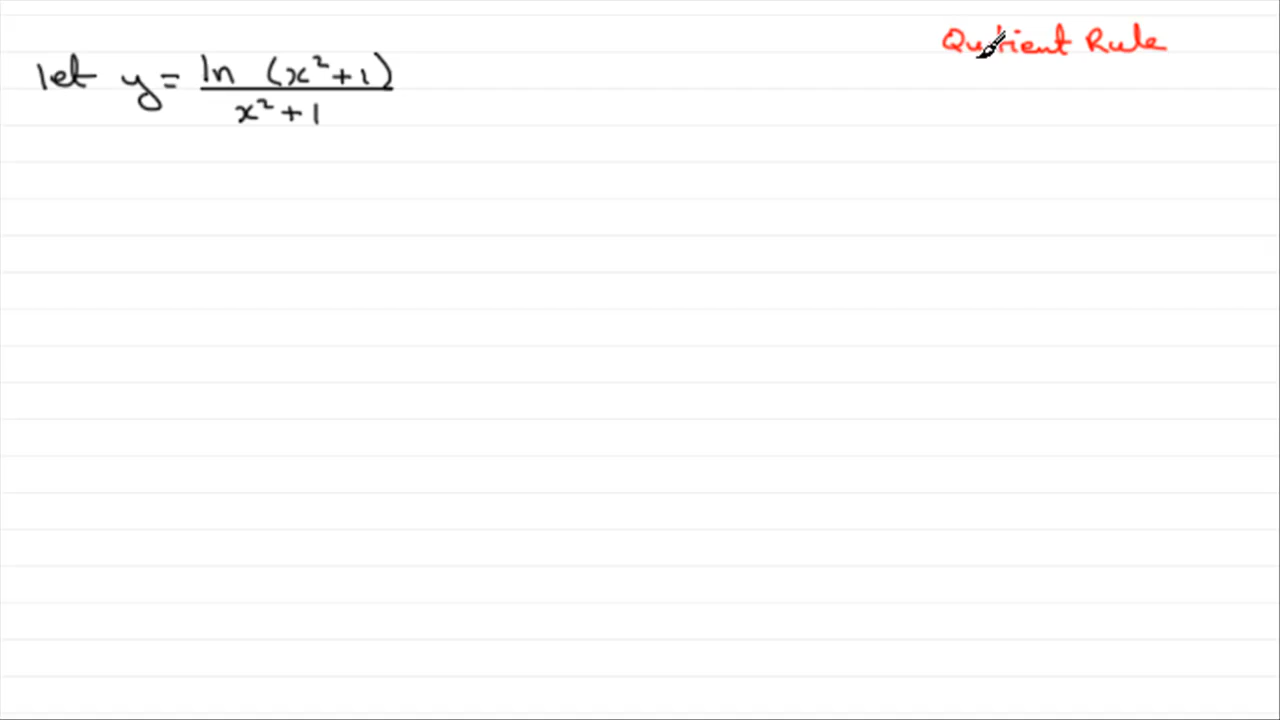 Quotient Rule
let y = ln (x²+1) / x²+1